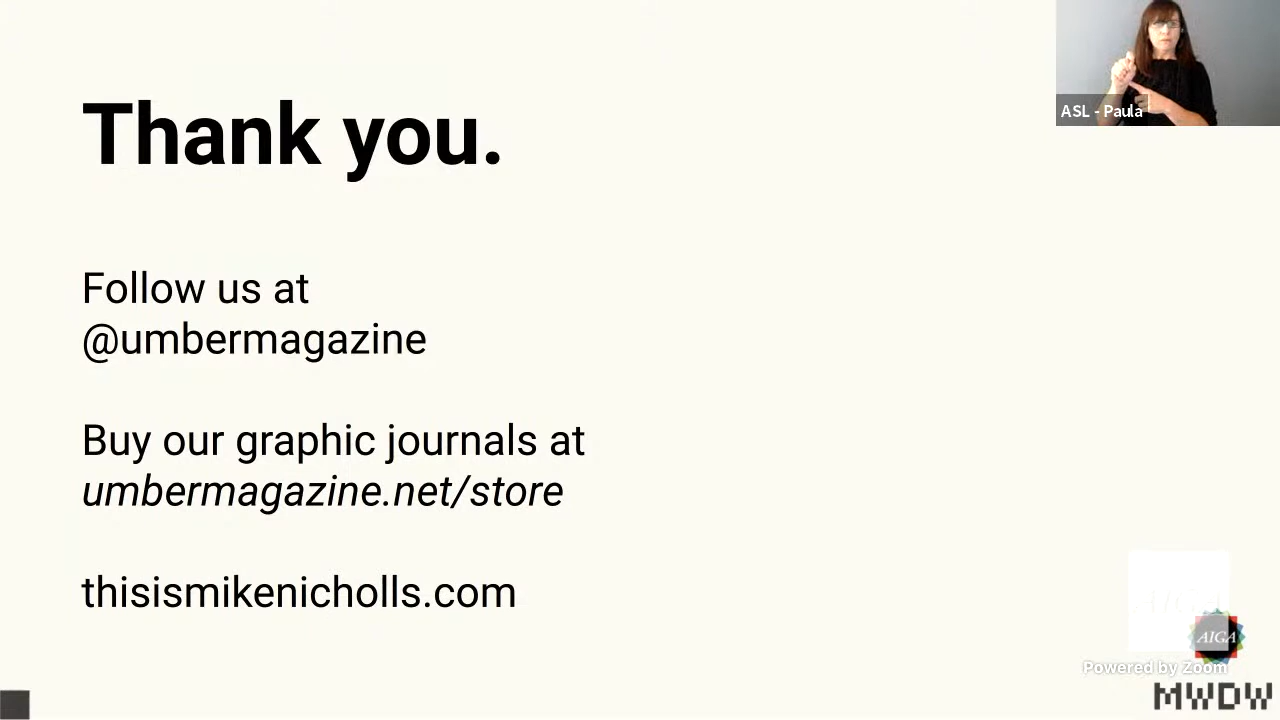 ASL - Paula
Thank you.
Follow us at
@umbermagazine
Buy our graphic journals at
umbermagazine.net/store
thisismikenicholls.com
AIGA
Powered by Zoom
MWDW